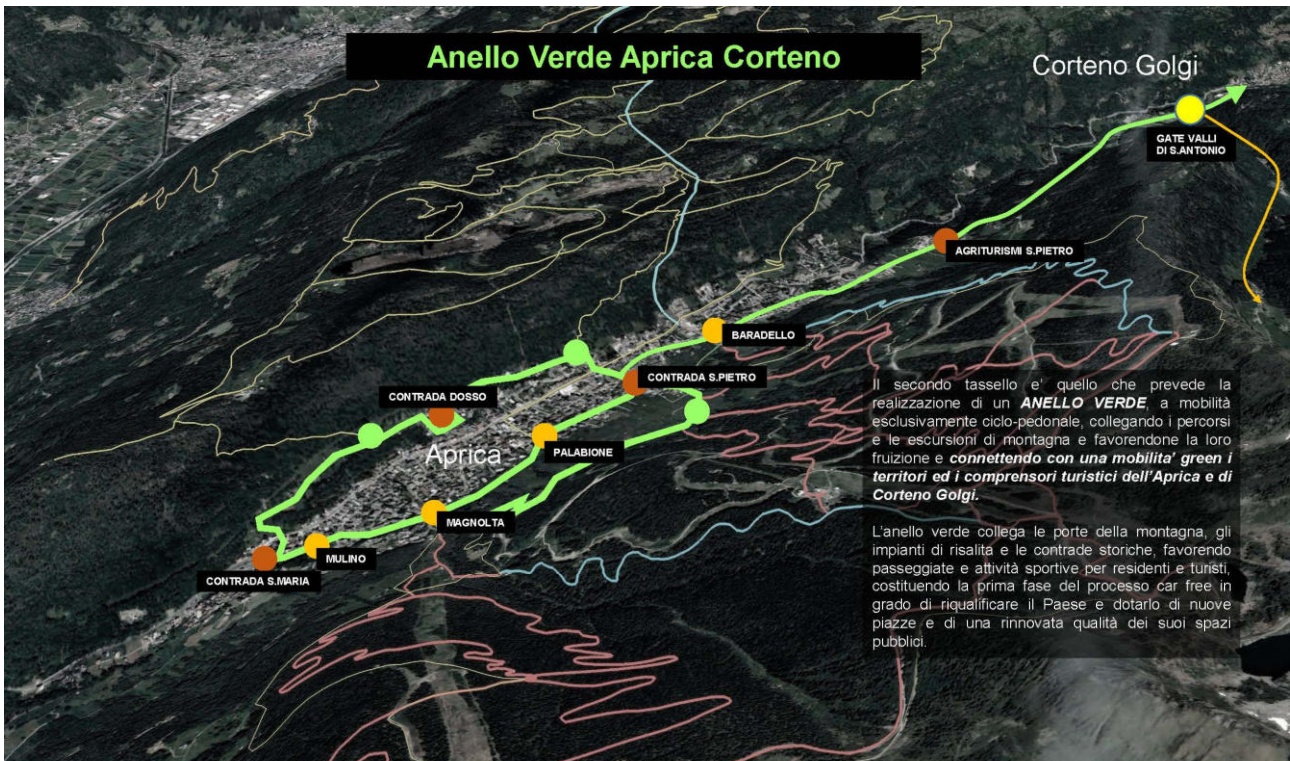 Anello Verde Aprica Corteno
Corteno Golgi
GATE VALLI
DI S.ANTONIO
AGRITURISMI S.PIETRO
BARADELLO
CONTRADA S.PIETRO
CONTRADA DOSSO
Aprica
PALABIONE
MAGNOLTA
MULINO
CONTRADA S.MARIA
Il secondo tassello e' quello che prevede la
realizzazione di un ANELLO VERDE, a mobilità
esclusivamente ciclo-pedonale, collegando i percorsi
e le escursioni di montagna e favorendone la loro
fruizione e connettendo con una mobilita' green i
territori ed i comprensori turistici dell'Aprica e di
Corteno Golgi.
L'anello verde collega le porte della montagna, gli
impianti di risalita e le contrade storiche, favorendo
passeggiate e attività sportive per residenti e turisti,
costituendo la prima fase del processo car free in
grado di riqualificare il Paese e dotarlo di nuove
piazze e di una rinnovata qualità dei suoi spazi
pubblici.